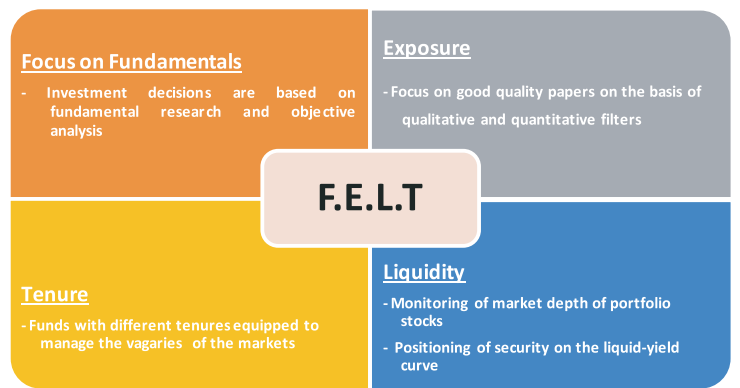 Focus on Fundamentals
- Investment decisions are based on
fundamental research and objective
analysis
Exposure
- Focus on good quality papers on the basis of
qualitative and quantitative filters
F.E.L.T
Tenure
- Funds with different tenures equipped to
manage the vagaries of the markets
Liquidity
- Monitoring of market depth of portfolio
stocks
- Positioning of security on the liquid-yield
curve